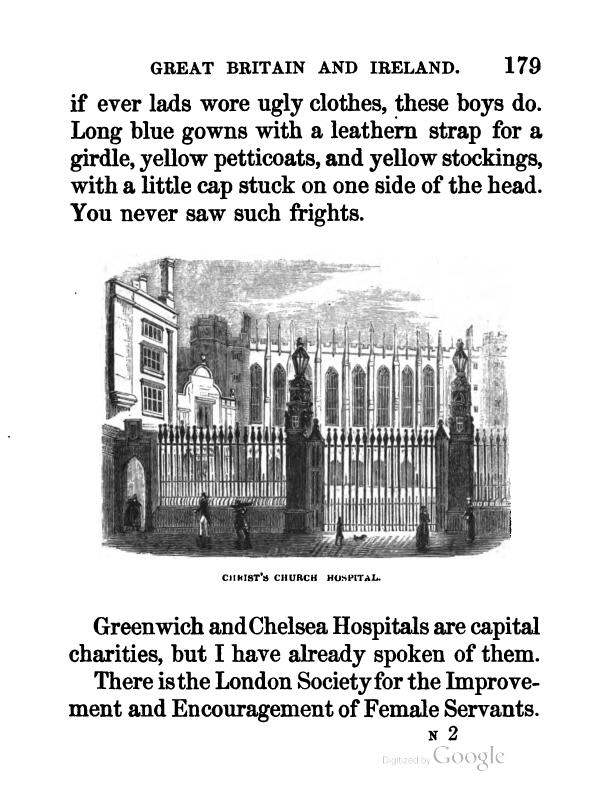 GREAT BRITAIN AND IRELAND. 179
if ever lads wore ugly clothes, these boys do.
Long blue gowns with a leathern strap for a
girdle, yellow petticoats, and yellow stockings,
with a little cap stuck on one side of the head.
You never saw such frights.
CHRIST'S CHURCH HOSPITAL.
Greenwich and Chelsea Hospitals are capital
charities, but I have already spoken of them.
There is the London Society for the Improve-
ment and Encouragement of Female Servants.
N 2
Digitized by Google